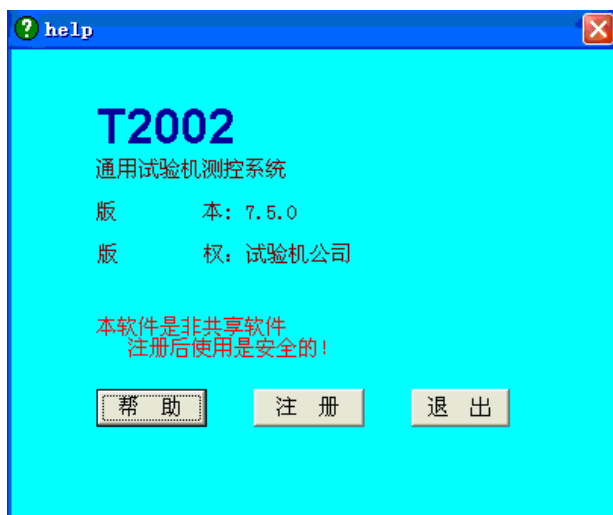 help
T2002
通用试验机测控系统
版 本: 7.5.0
版 权: 试验机公司
本软件是非共享软件
注册后使用是安全的!
帮 助 注 册 退 出